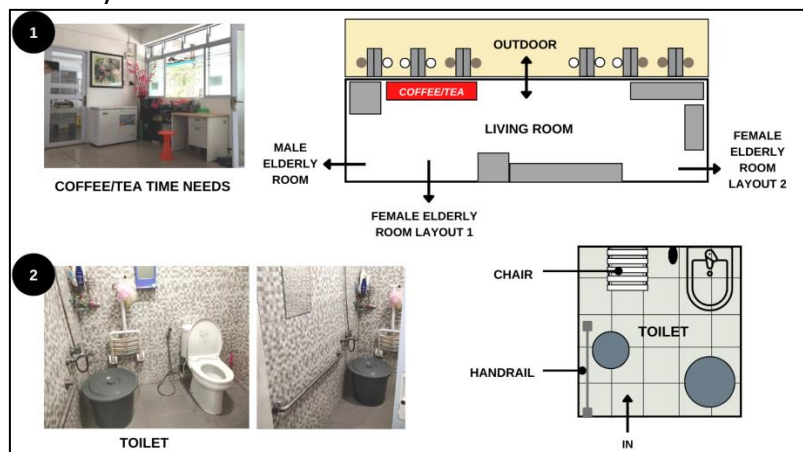 1
COFFEE/TEA TIME NEEDS
OUTDOOR
COFFEE/TEA
LIVING ROOM
MALE
ELDERLY
ROOM
FEMALE ELDERLY
ROOM LAYOUT 1
FEMALE
ELDERLY
ROOM
LAYOUT 2
2
TOILET
CHAIR
TOILET
HANDRAIL
IN